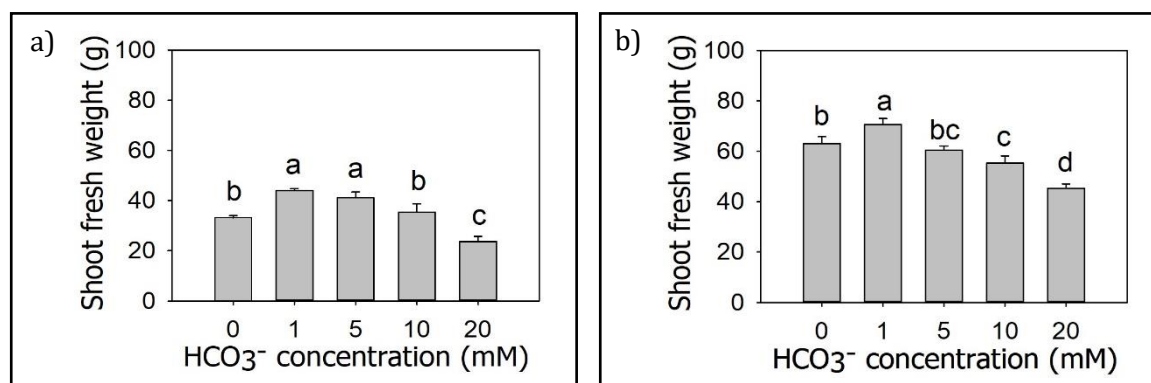 a)
Shoot fresh weight (g)
100
80
60
40
20
0
b
a
a
b
c
0 1 5 10 20
HCO3⁻ concentration (mM)
b)
Shoot fresh weight (g)
100
80
60
40
20
0
b
a
bc
c
d
0 1 5 10 20
HCO3⁻ concentration (mM)